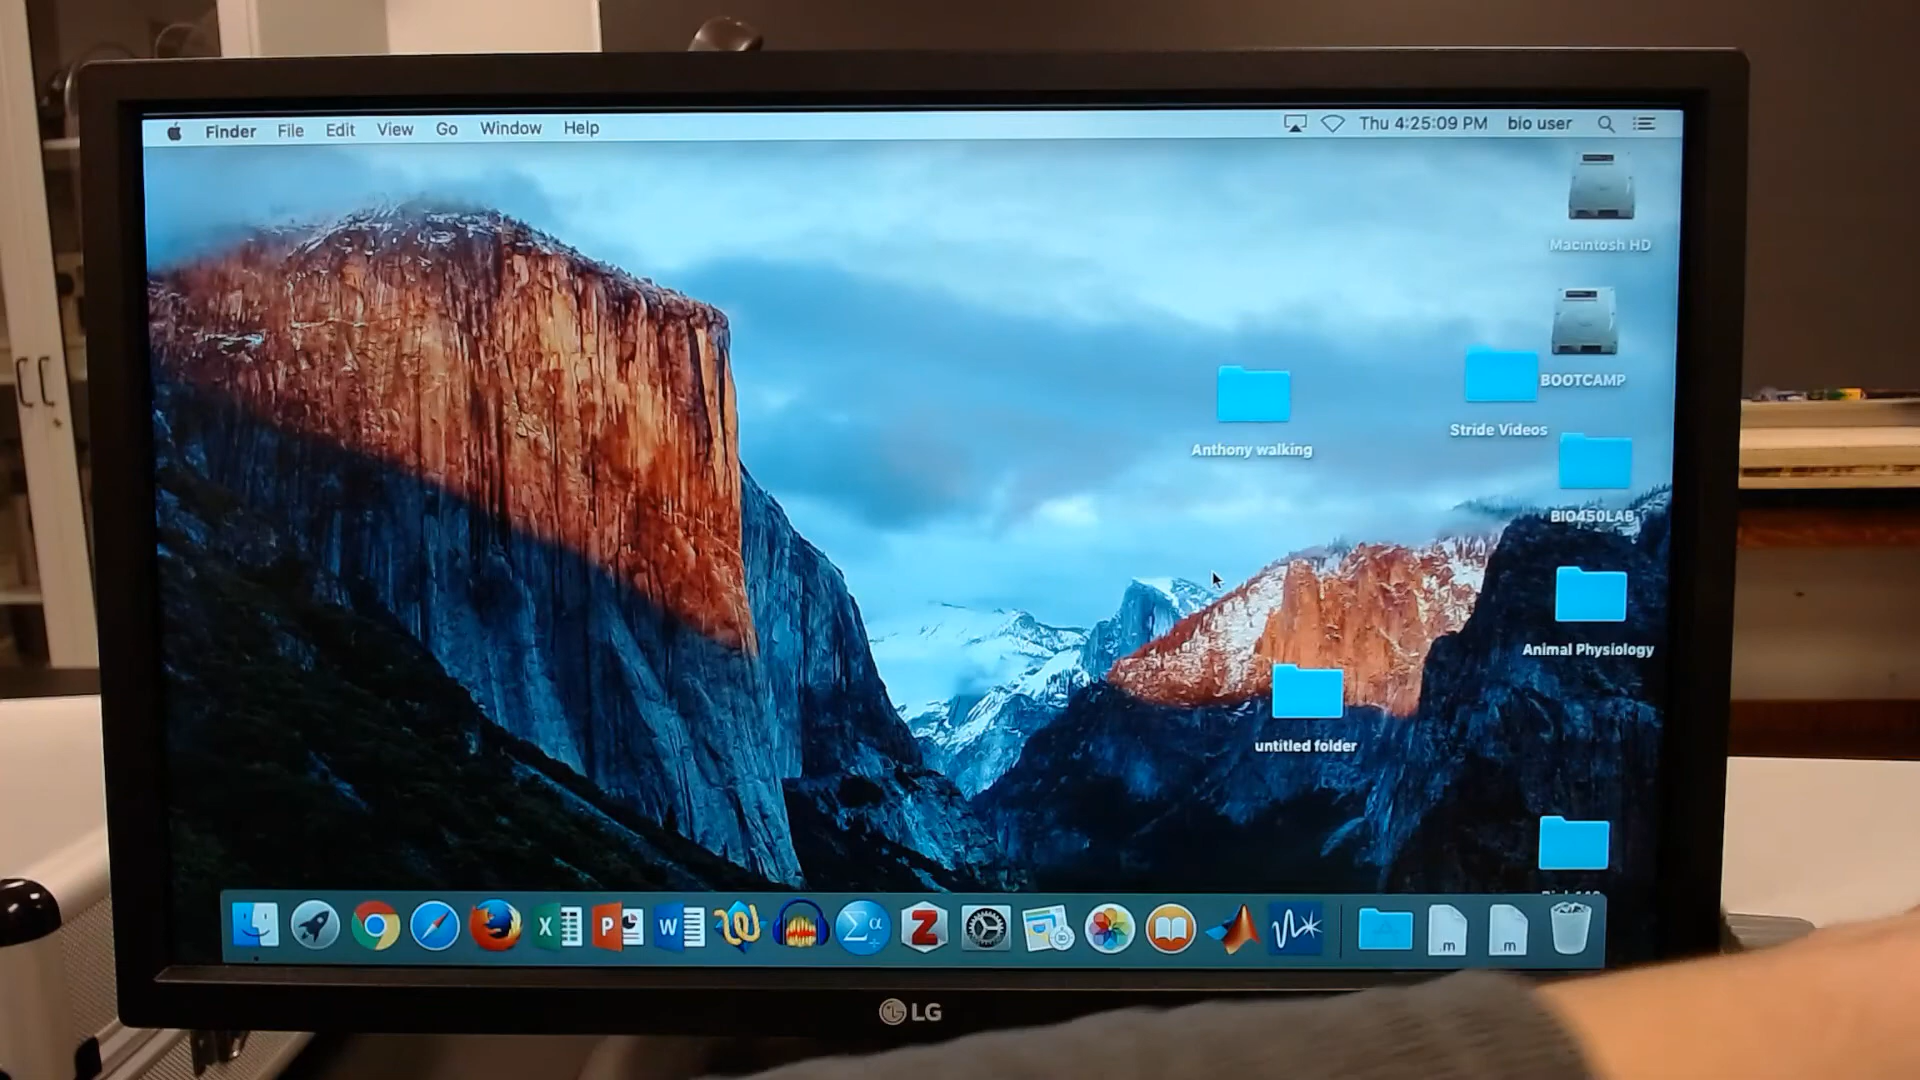 Finder File Edit View Go Window Help Thu 4:25:09 PM bio user
Macintosh HD
BOOTCAMP
Stride Videos
Anthony walking
BIO450LAB
Animal Physiology
untitled folder
X P W Z
.m .m
LG